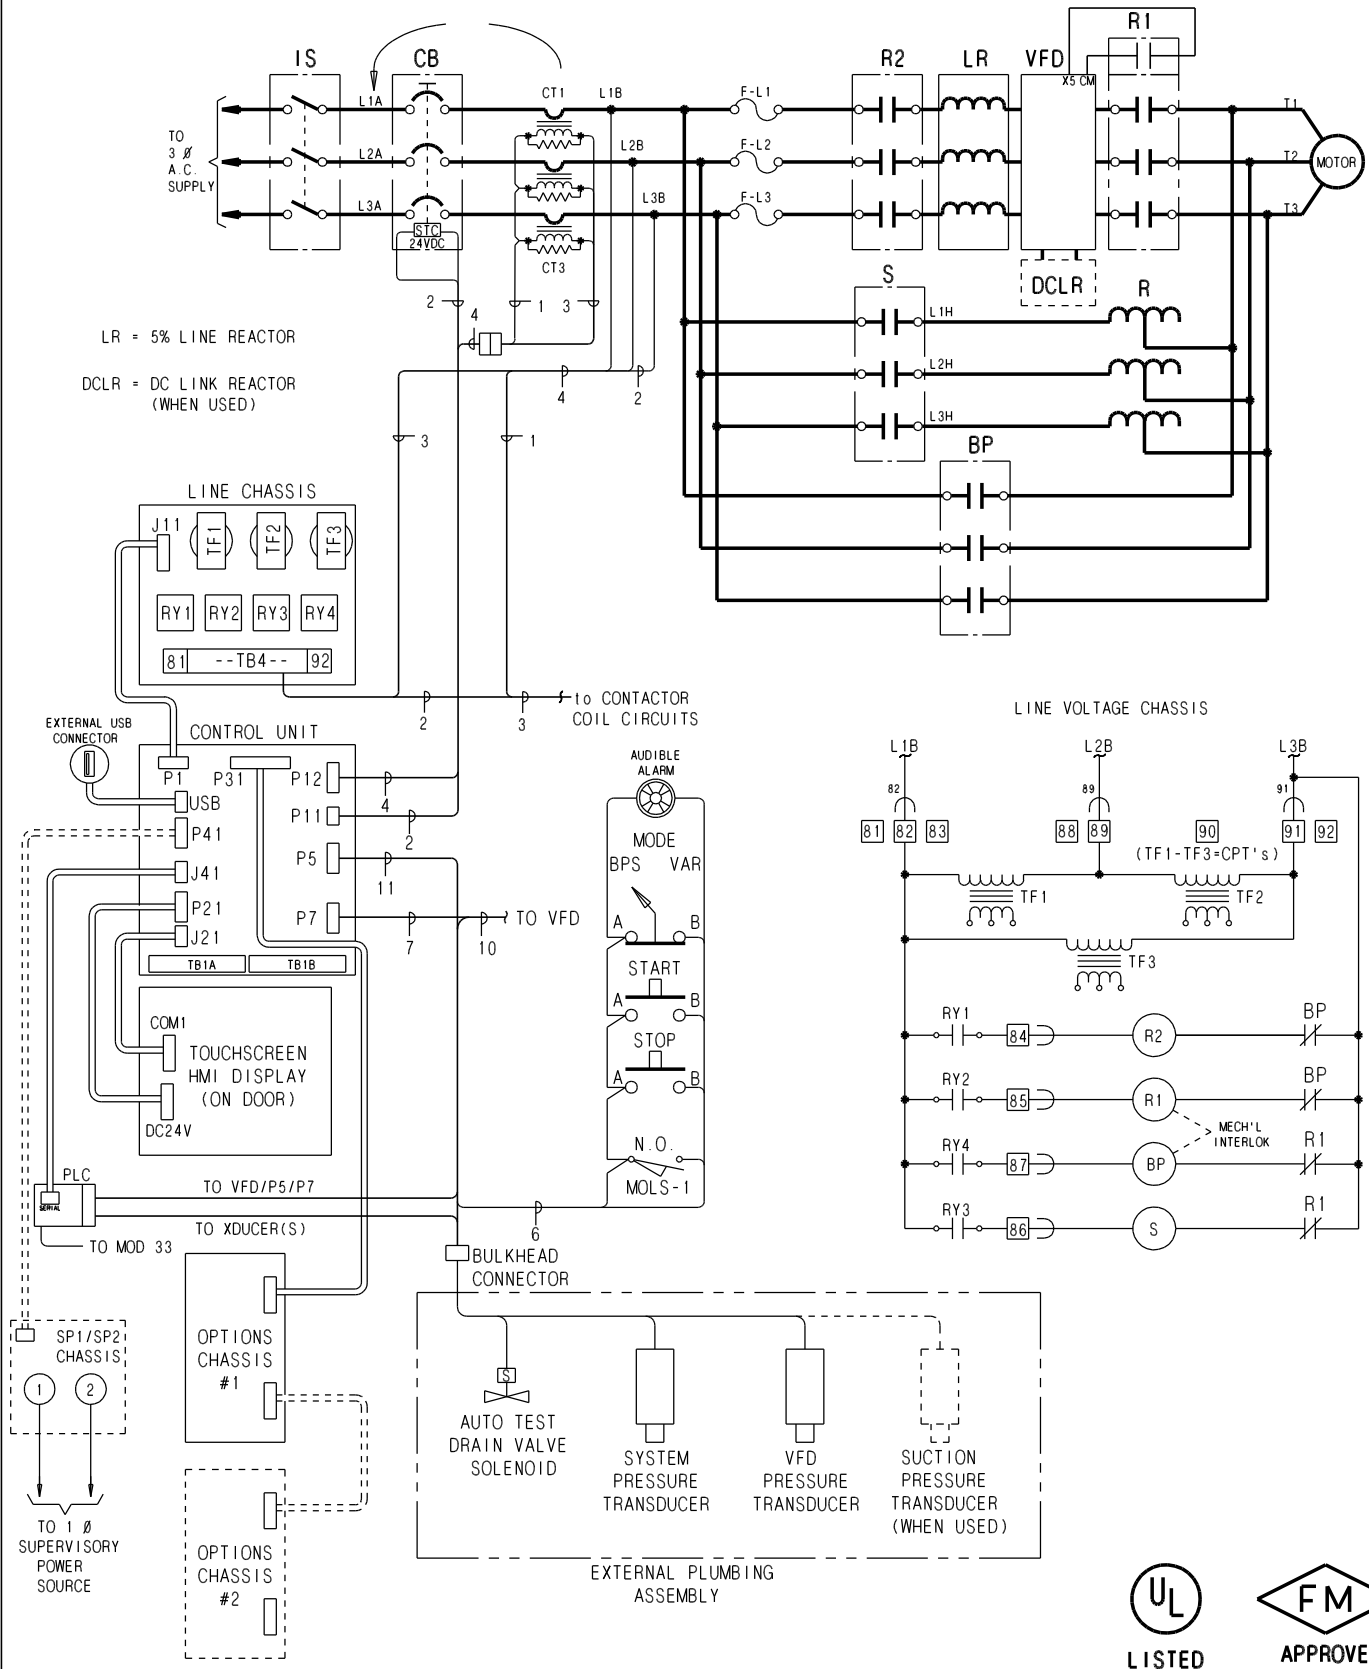 IS
CB
R2
LR
VFD
R1
X5 CM
L1A
CT1
L1B
F-L1
T1
TO
3 Ø
A.C.
SUPPLY
L2A
L2B
F-L2
T2
MOTOR
L3A
L3B
F-L3
T3
STC
24VDC
CT3
DCLR
S
R
2
4
1
3
L1H
LR = 5% LINE REACTOR
L2H
DCLR = DC LINK REACTOR
(WHEN USED)
4
2
L3H
3
1
BP
LINE CHASSIS
J11
TF1
TF2
TF3
RY1
RY2
RY3
RY4
81
--TB4--
92
2
3
to CONTACTOR
COIL CIRCUITS
EXTERNAL USB
CONNECTOR
CONTROL UNIT
P1
P31
P12
USB
4
P11
P41
2
P5
J41
11
P21
P7
7
10
TO VFD
J21
TB1A
TB1B
AUDIBLE
ALARM
MODE
BPS
VAR
A
B
START
A
B
STOP
A
B
N.O.
MOLS-1
6
COM1
TOUCHSCREEN
HMI DISPLAY
(ON DOOR)
DC24V
PLC
SERIAL
TO VFD/P5/P7
TO XDUCER(S)
TO MOD 33
BULKHEAD
CONNECTOR
LINE VOLTAGE CHASSIS
L1B
L2B
L3B
82
89
91
81
82
83
88
89
90
91
92
(TF1-TF3=CPT's)
TF1
TF2
TF3
RY1
84
R2
BP
RY2
85
R1
BP
MECH'L
INTERLOK
RY4
87
BP
R1
RY3
86
S
R1
SP1/SP2
CHASSIS
1
2
TO 1 Ø
SUPERVISORY
POWER
SOURCE
OPTIONS
CHASSIS
#1
OPTIONS
CHASSIS
#2
S
AUTO TEST
DRAIN VALVE
SOLENOID
SYSTEM
PRESSURE
TRANSDUCER
VFD
PRESSURE
TRANSDUCER
SUCTION
PRESSURE
TRANSDUCER
(WHEN USED)
EXTERNAL PLUMBING
ASSEMBLY
UL
LISTED
FM
APPROVE